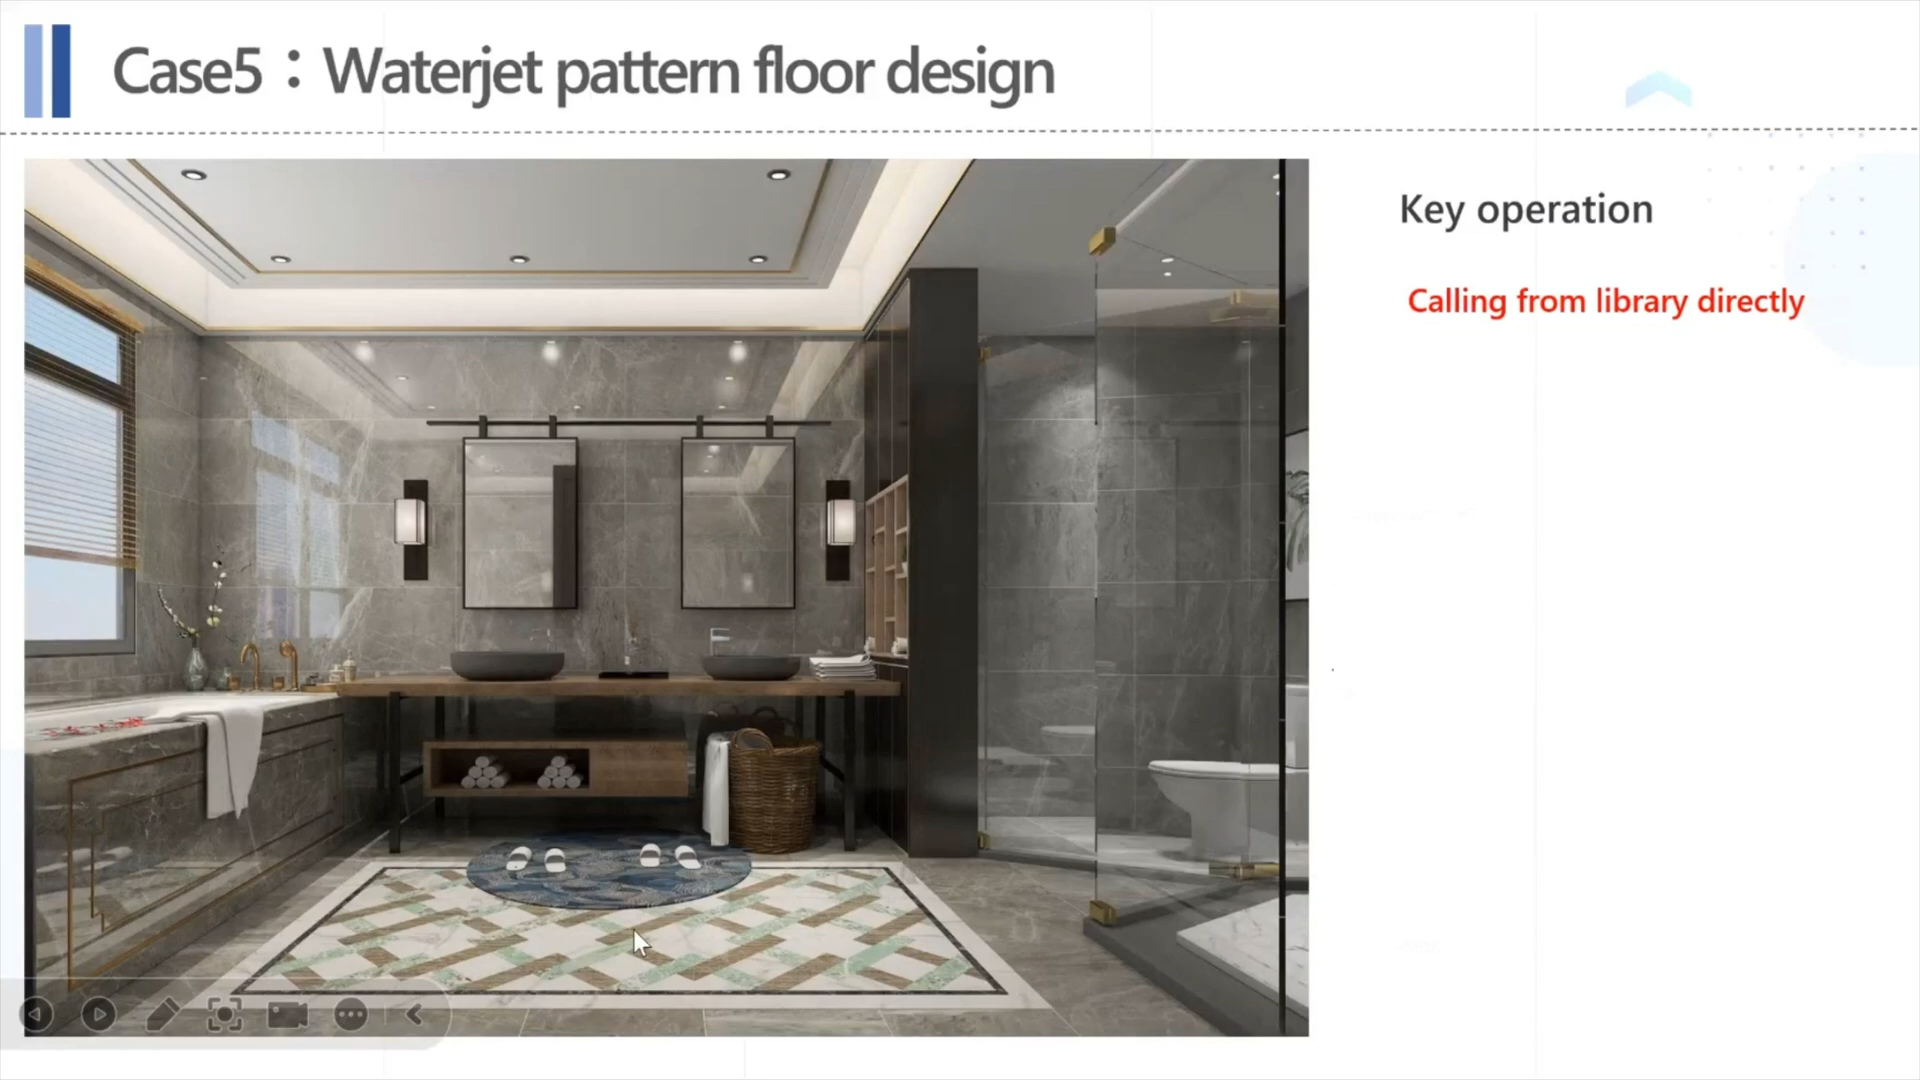 Case5：Waterjet pattern floor design
Key operation
Calling from library directly